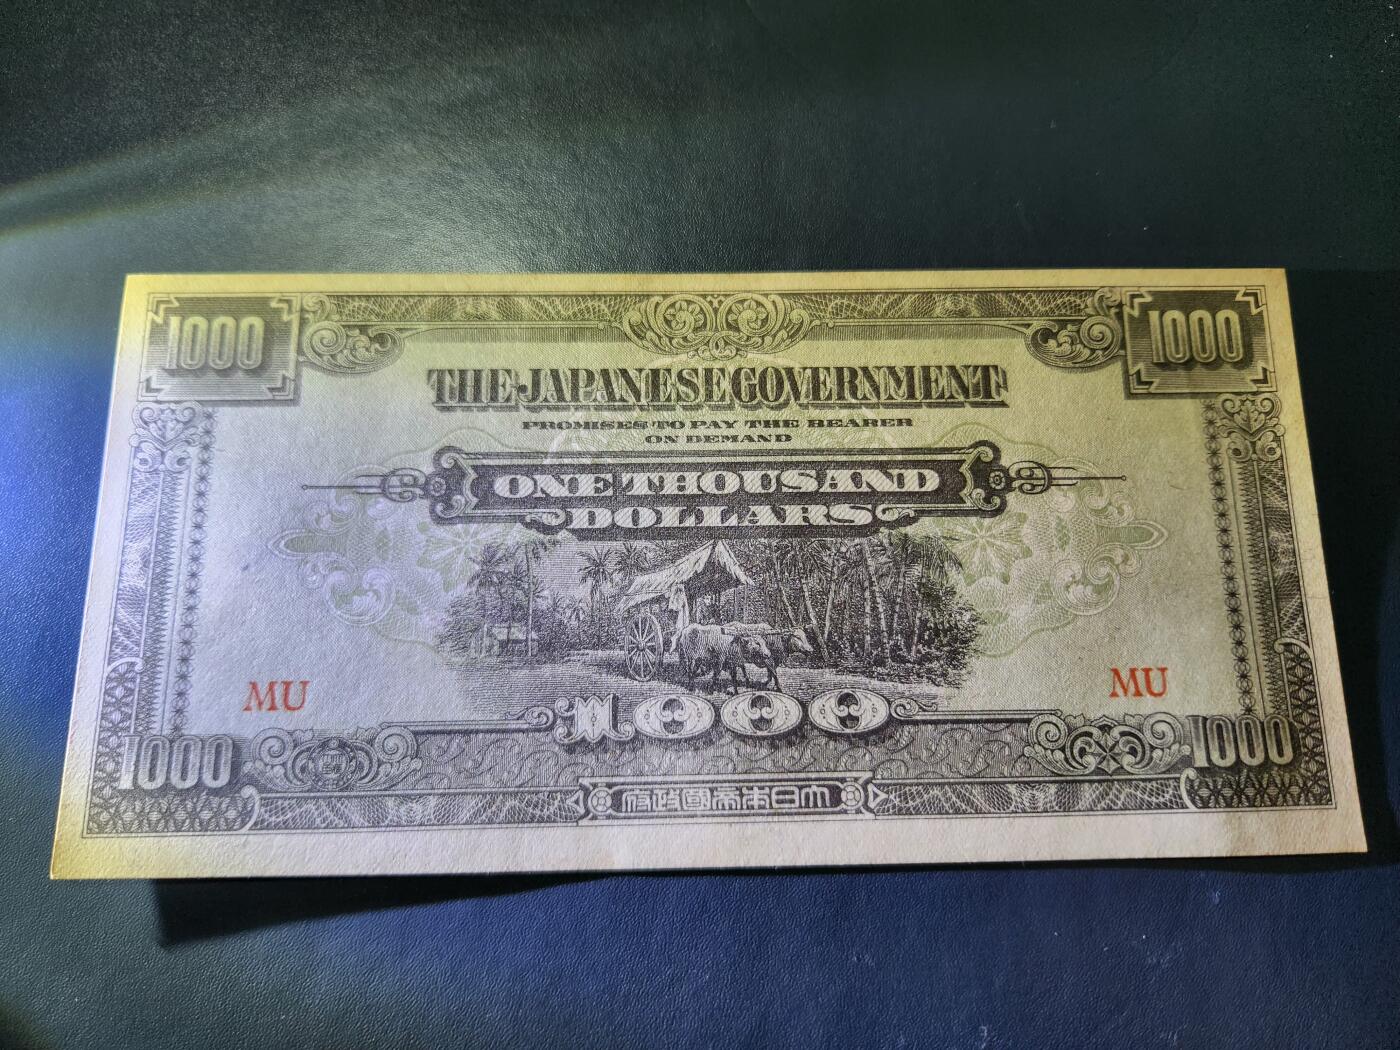 1000
1000
THE JAPANESE GOVERNMENT
PROMISES TO PAY THE BEARER
ON DEMAND
ONE THOUSAND
DOLLARS
MU
MU
1000
1000
1000
大日本帝國政府